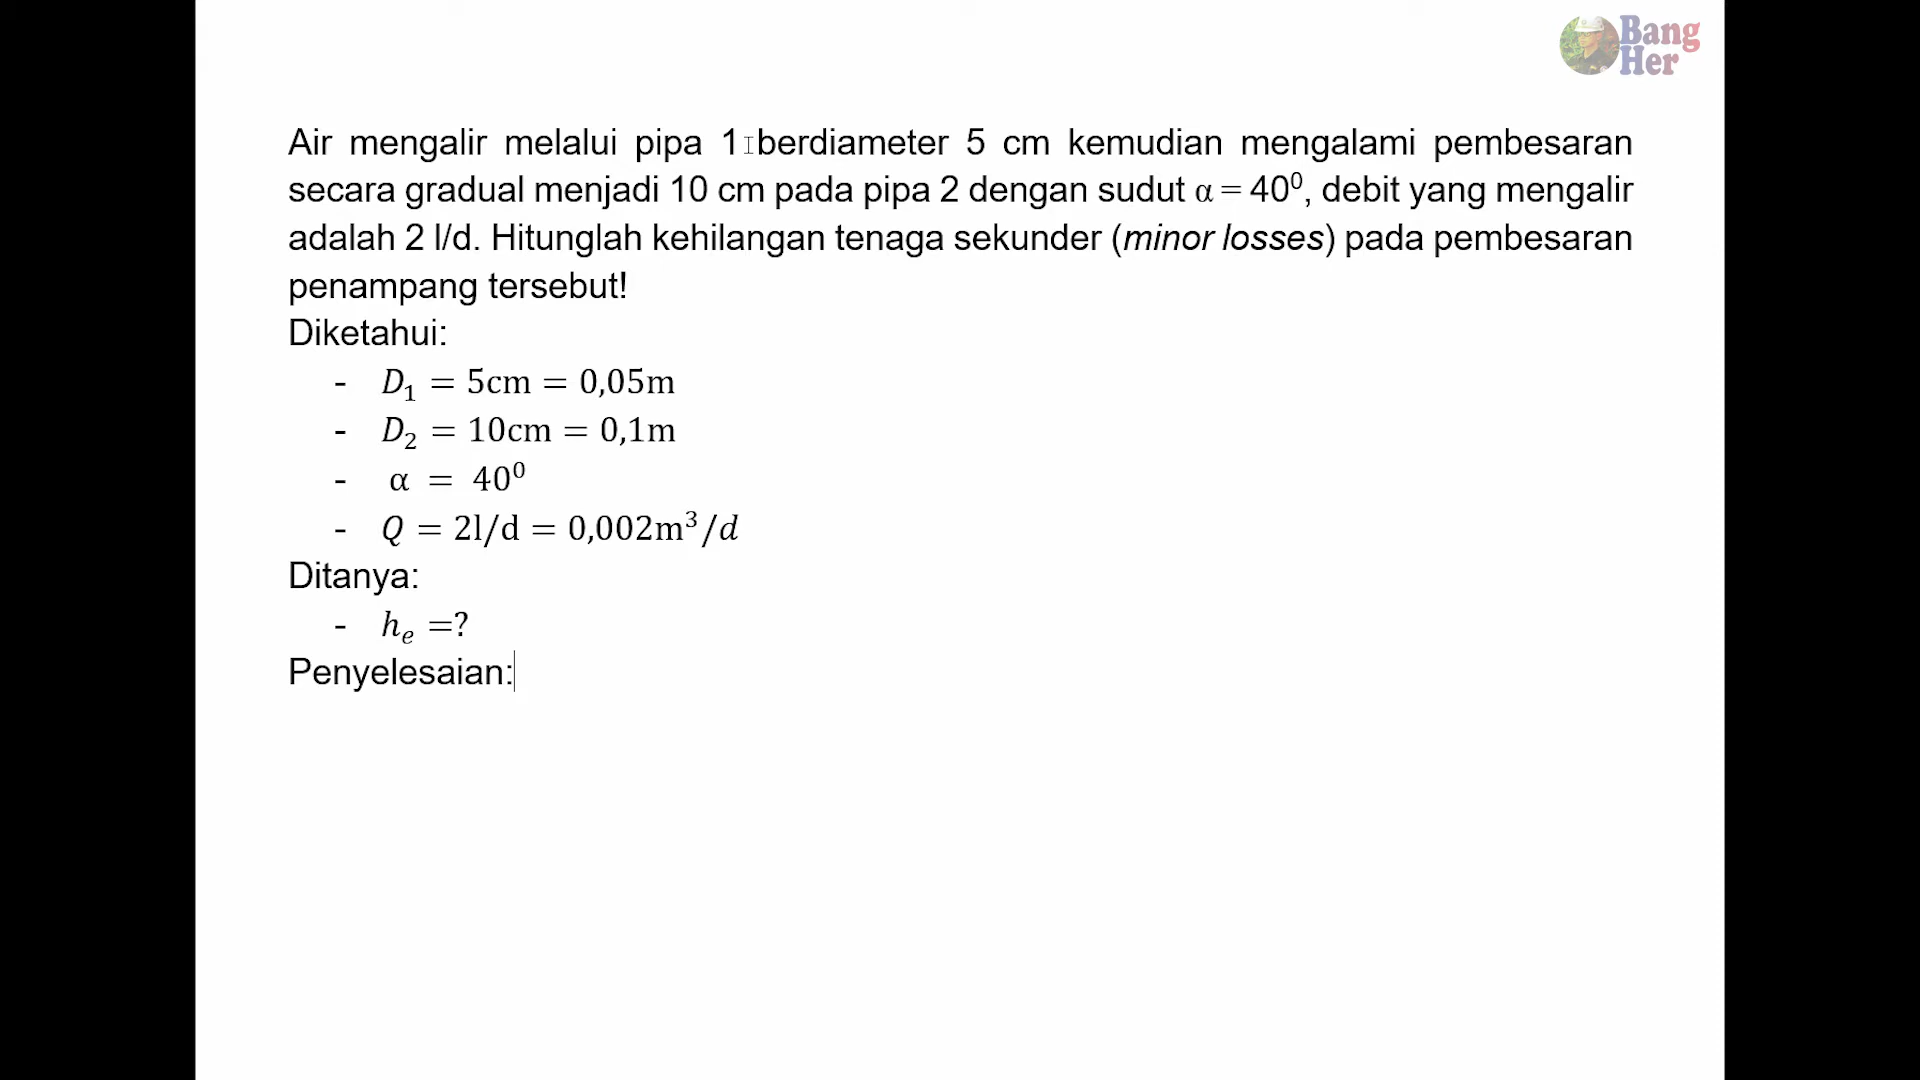 Bang
Her
Air mengalir melalui pipa 1 berdiameter 5 cm kemudian mengalami pembesaran
secara gradual menjadi 10 cm pada pipa 2 dengan sudut α = 40⁰, debit yang mengalir
adalah 2 l/d. Hitunglah kehilangan tenaga sekunder (minor losses) pada pembesaran
penampang tersebut!
Diketahui:
- D₁ = 5cm = 0,05m
- D₂ = 10cm = 0,1m
- α = 40⁰
- Q = 2l/d = 0,002m³/d
Ditanya:
- hₑ =?
Penyelesaian: